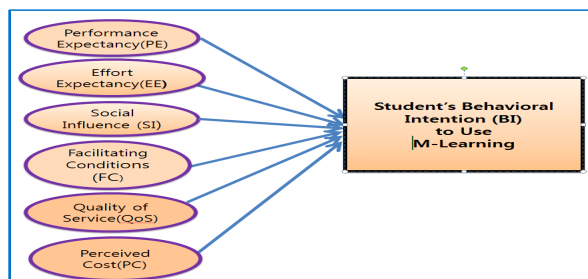 Performance
Expectancy(PE)
Effort
Expectancy(EE)
Social
Influence (SI)
Facilitating
Conditions
(FC)
Quality of
Service(QoS)
Perceived
Cost(PC)
Student's Behavioral
Intention (BI)
to Use
M-Learning